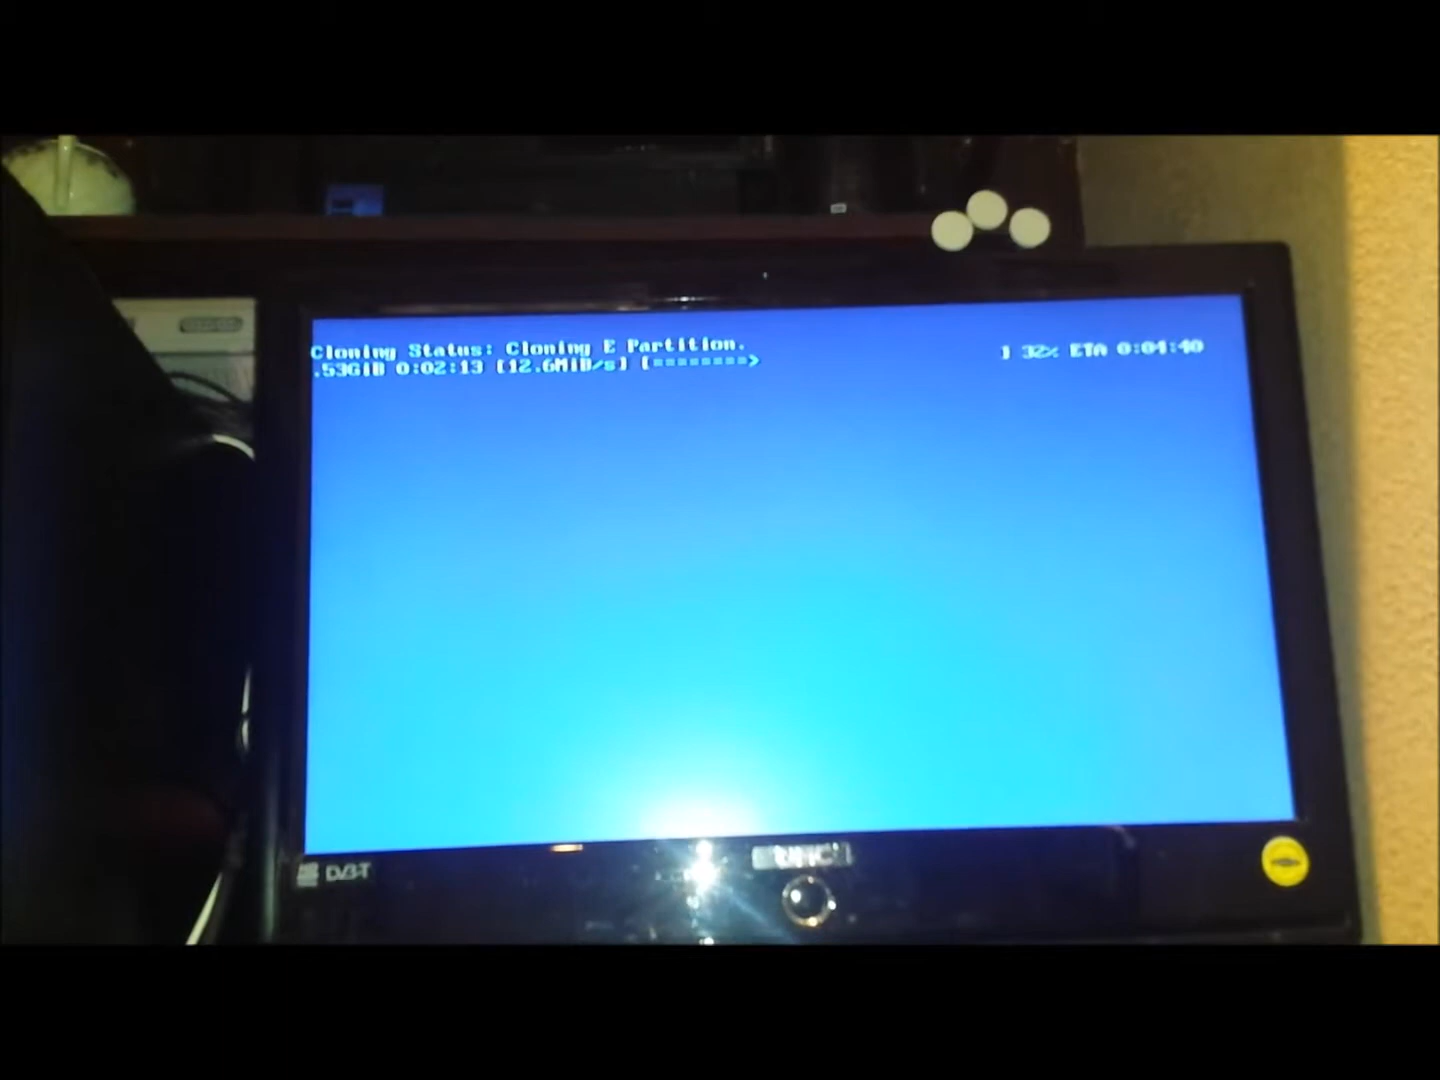 Cloning Status: Cloning E Partition.
.53GiB 0:02:13 [12.6MiB/s] [========> ] 32% ETA 0:04:40
DVB-T